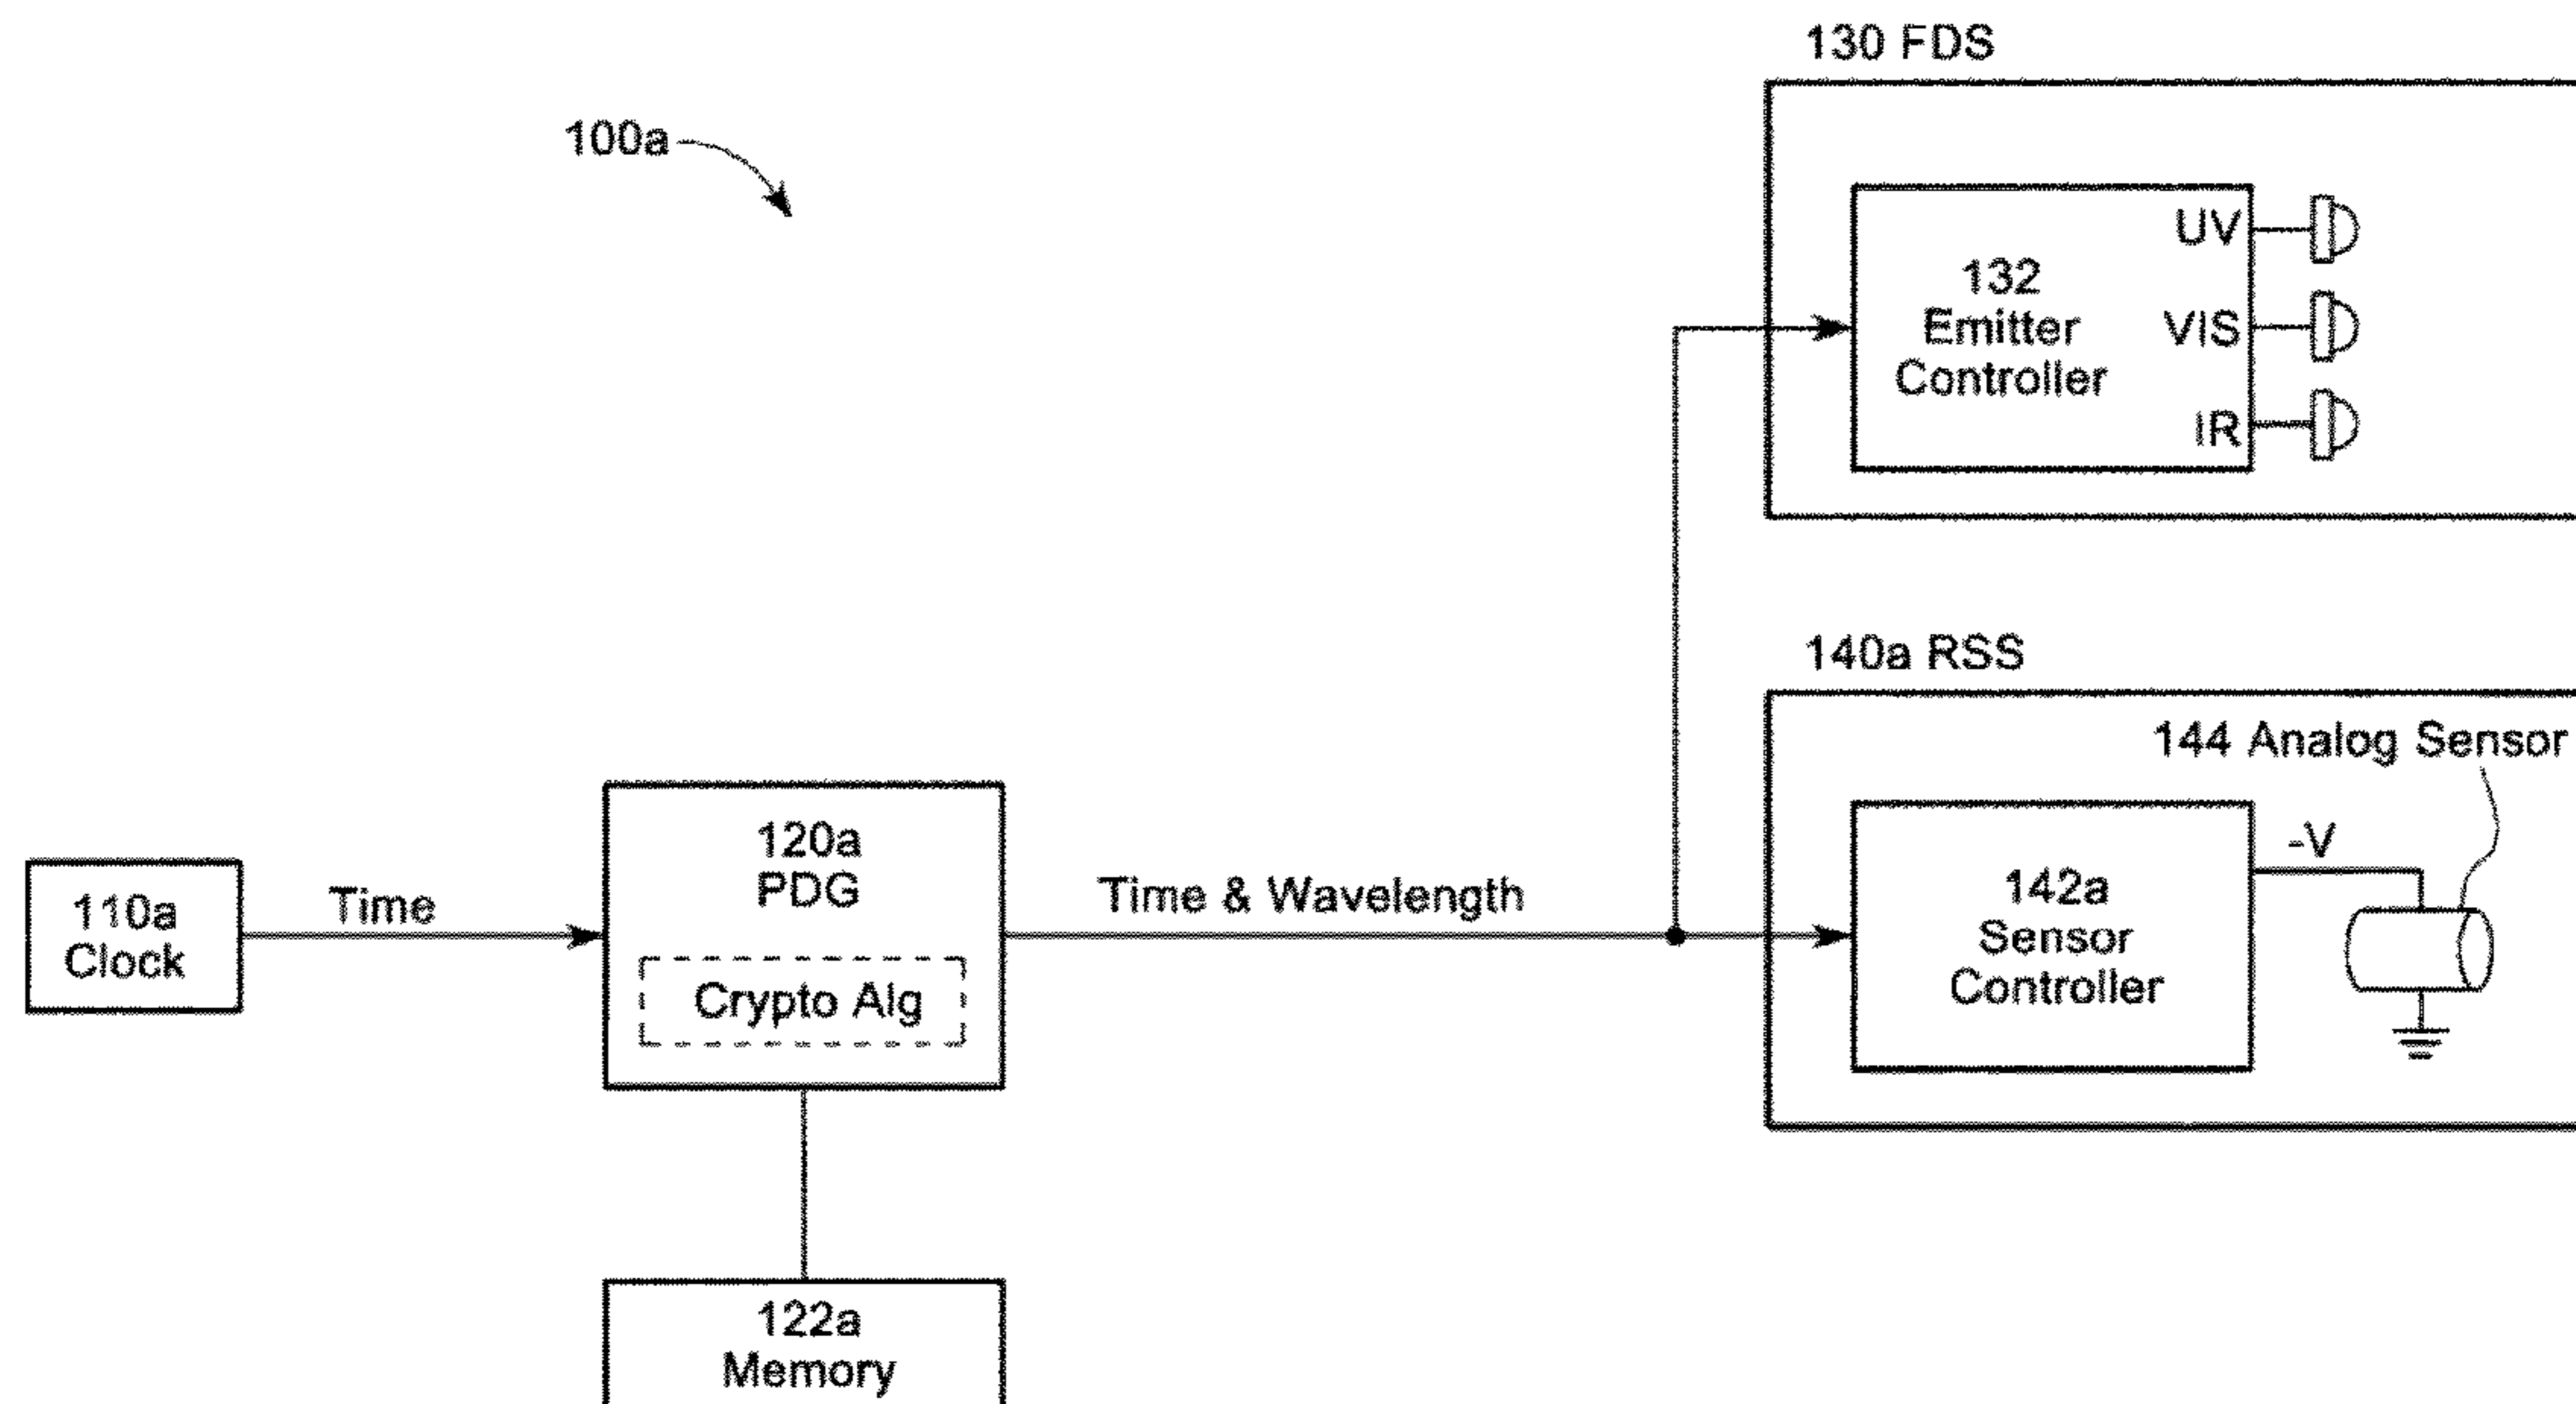 130 FDS
100a
UV
132
Emitter
Controller
VIS
IR
140a RSS
144 Analog Sensor
-V
142a
Sensor
Controller
110a
Clock
Time
120a
PDG
Crypto Alg
Time & Wavelength
122a
Memory